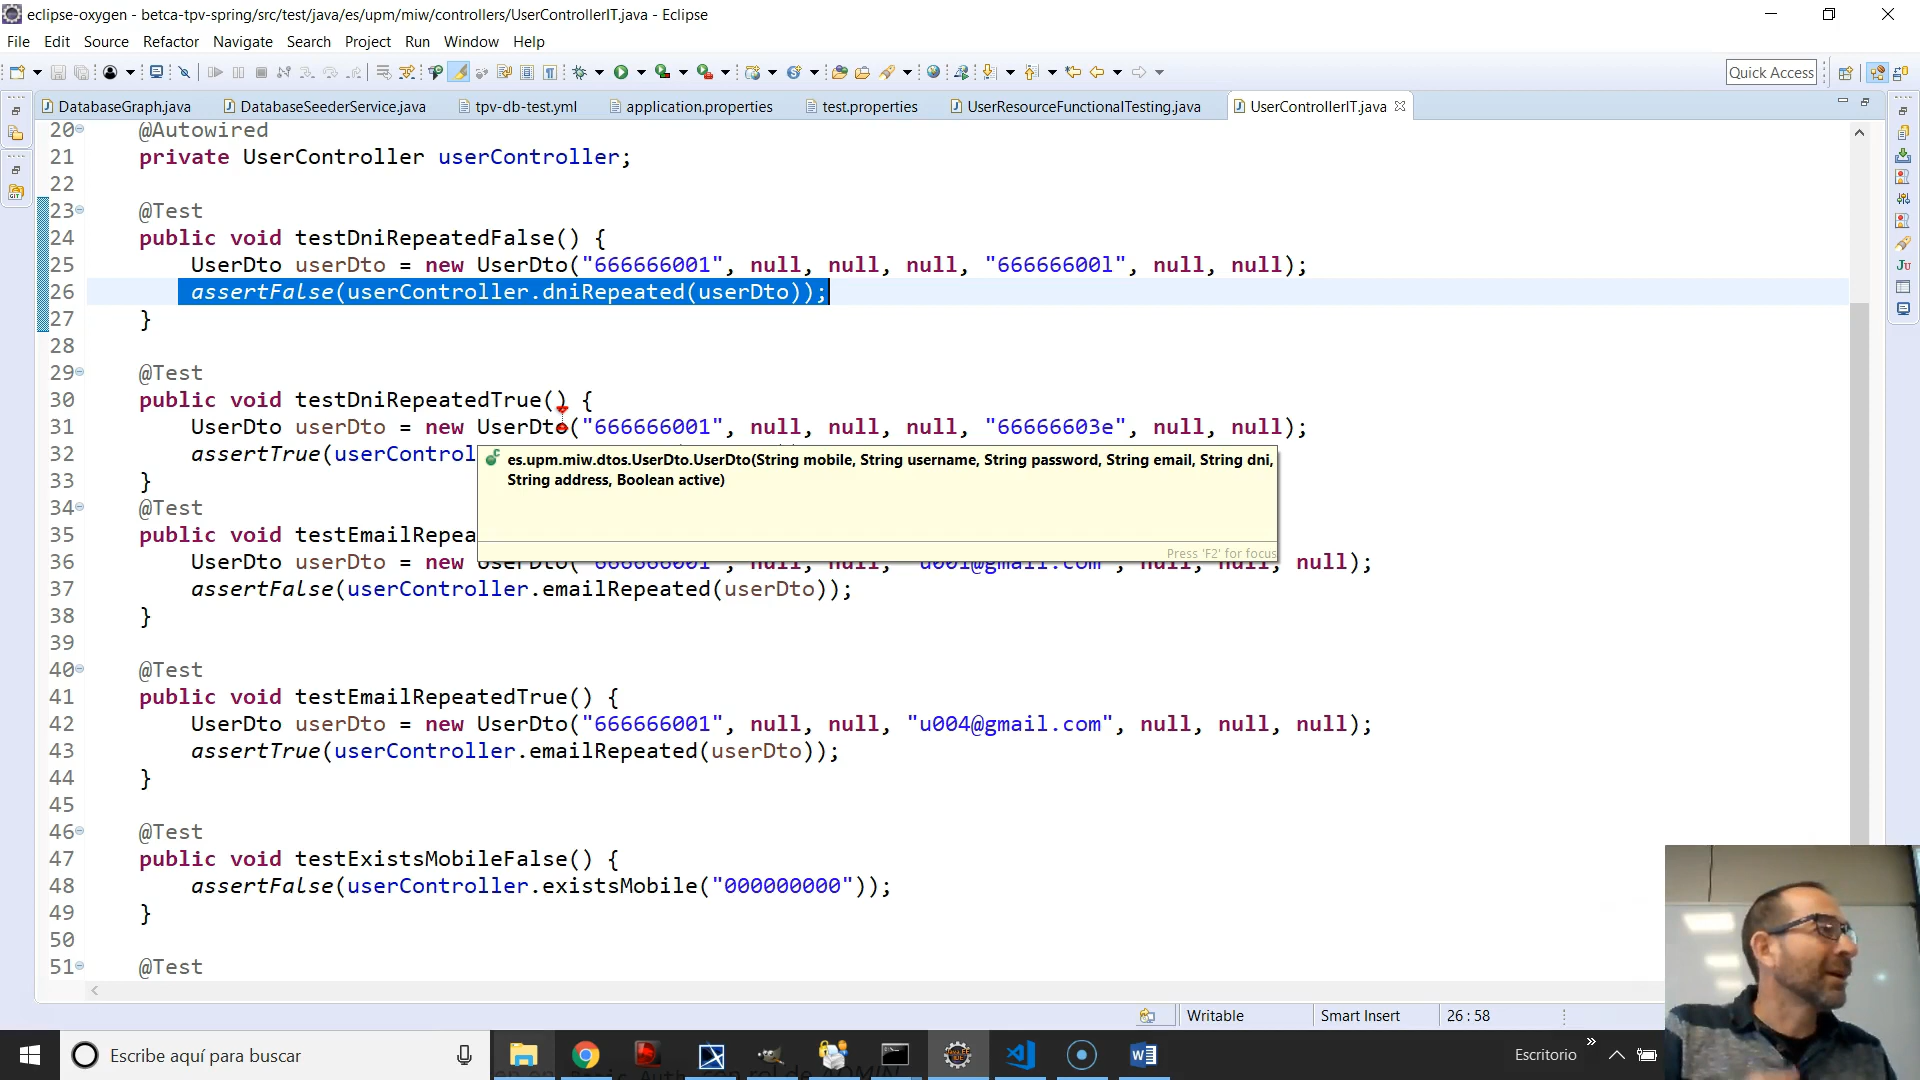 eclipse-oxygen - betca-tpv-spring/src/test/java/es/upm/miw/controllers/UserControllerIT.java - Eclipse
File Edit Source Refactor Navigate Search Project Run Window Help
Quick Access
DatabaseGraph.java DatabaseSeederService.java tpv-db-test.yml application.properties test.properties UserResourceFunctionalTesting.java UserControllerIT.java
20 @Autowired
21 private UserController userController;
22
23 @Test
24 public void testDniRepeatedFalse() {
25 UserDto userDto = new UserDto("666666001", null, null, null, "66666600l", null, null);
26 assertFalse(userController.dniRepeated(userDto));
27 }
28
29 @Test
30 public void testDniRepeatedTrue() {
31 UserDto userDto = new UserDto("666666001", null, null, null, "66666603e", null, null);
32 assertTrue(userControl
es.upm.miw.dtos.UserDto.UserDto(String mobile, String username, String password, String email, String dni,
String address, Boolean active)
Press 'F2' for focus
33 }
34 @Test
35 public void testEmailRepea
36 UserDto userDto = new UserDto("666666001", null, null, "u001@gmail.com", null, null, null);
37 assertFalse(userController.emailRepeated(userDto));
38 }
39
40 @Test
41 public void testEmailRepeatedTrue() {
42 UserDto userDto = new UserDto("666666001", null, null, "u004@gmail.com", null, null, null);
43 assertTrue(userController.emailRepeated(userDto));
44 }
45
46 @Test
47 public void testExistsMobileFalse() {
48 assertFalse(userController.existsMobile("000000000"));
49 }
50
51 @Test
Writable Smart Insert 26 : 58
Escribe aquí para buscar
Escritorio